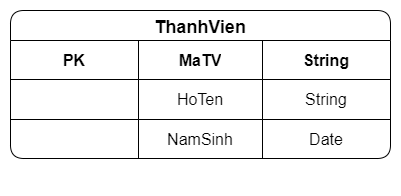 ThanhVien
PK MaTV String
HoTen String
NamSinh Date